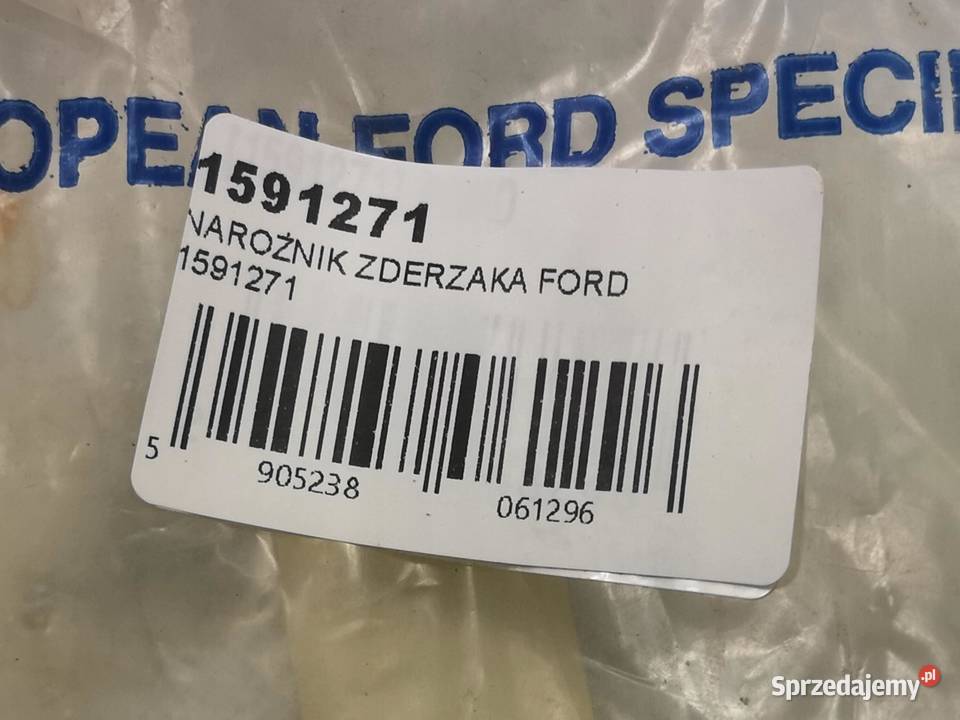 OPEAN FORD SPECI
1591271
NAROŻNIK ZDERZAKA FORD
1591271
5 905238 061296
Sprzedajemy.pl